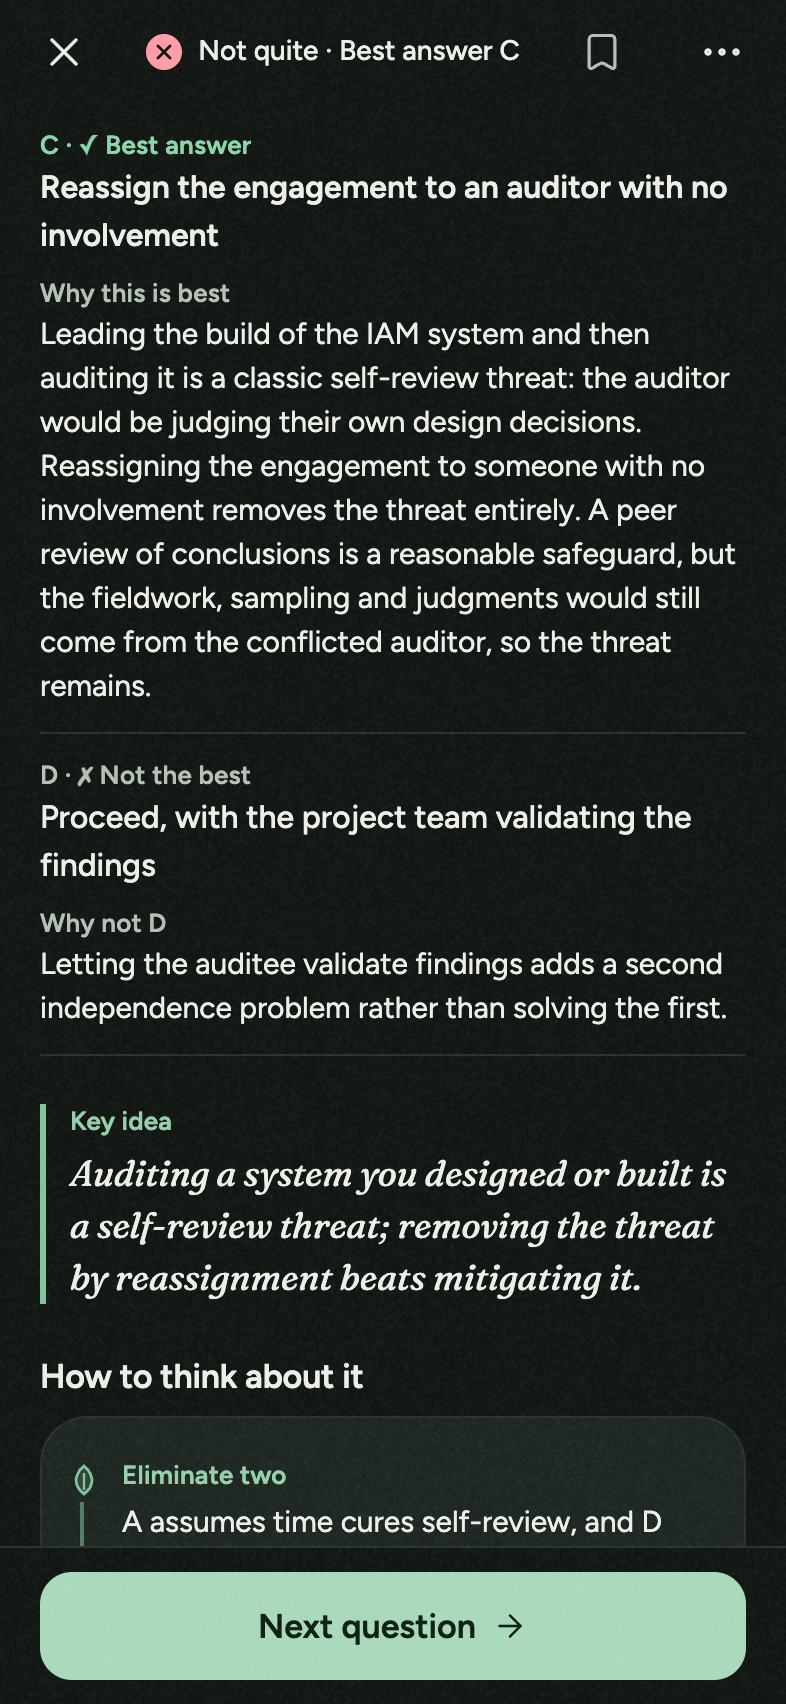 Not quite · Best answer C
C · ✓ Best answer
Reassign the engagement to an auditor with no
involvement
Why this is best
Leading the build of the IAM system and then
auditing it is a classic self-review threat: the auditor
would be judging their own design decisions.
Reassigning the engagement to someone with no
involvement removes the threat entirely. A peer
review of conclusions is a reasonable safeguard, but
the fieldwork, sampling and judgments would still
come from the conflicted auditor, so the threat
remains.
D · ✗ Not the best
Proceed, with the project team validating the
findings
Why not D
Letting the auditee validate findings adds a second
independence problem rather than solving the first.
Key idea
Auditing a system you designed or built is
a self-review threat; removing the threat
by reassignment beats mitigating it.
How to think about it
Eliminate two
A assumes time cures self-review, and D
Next question →